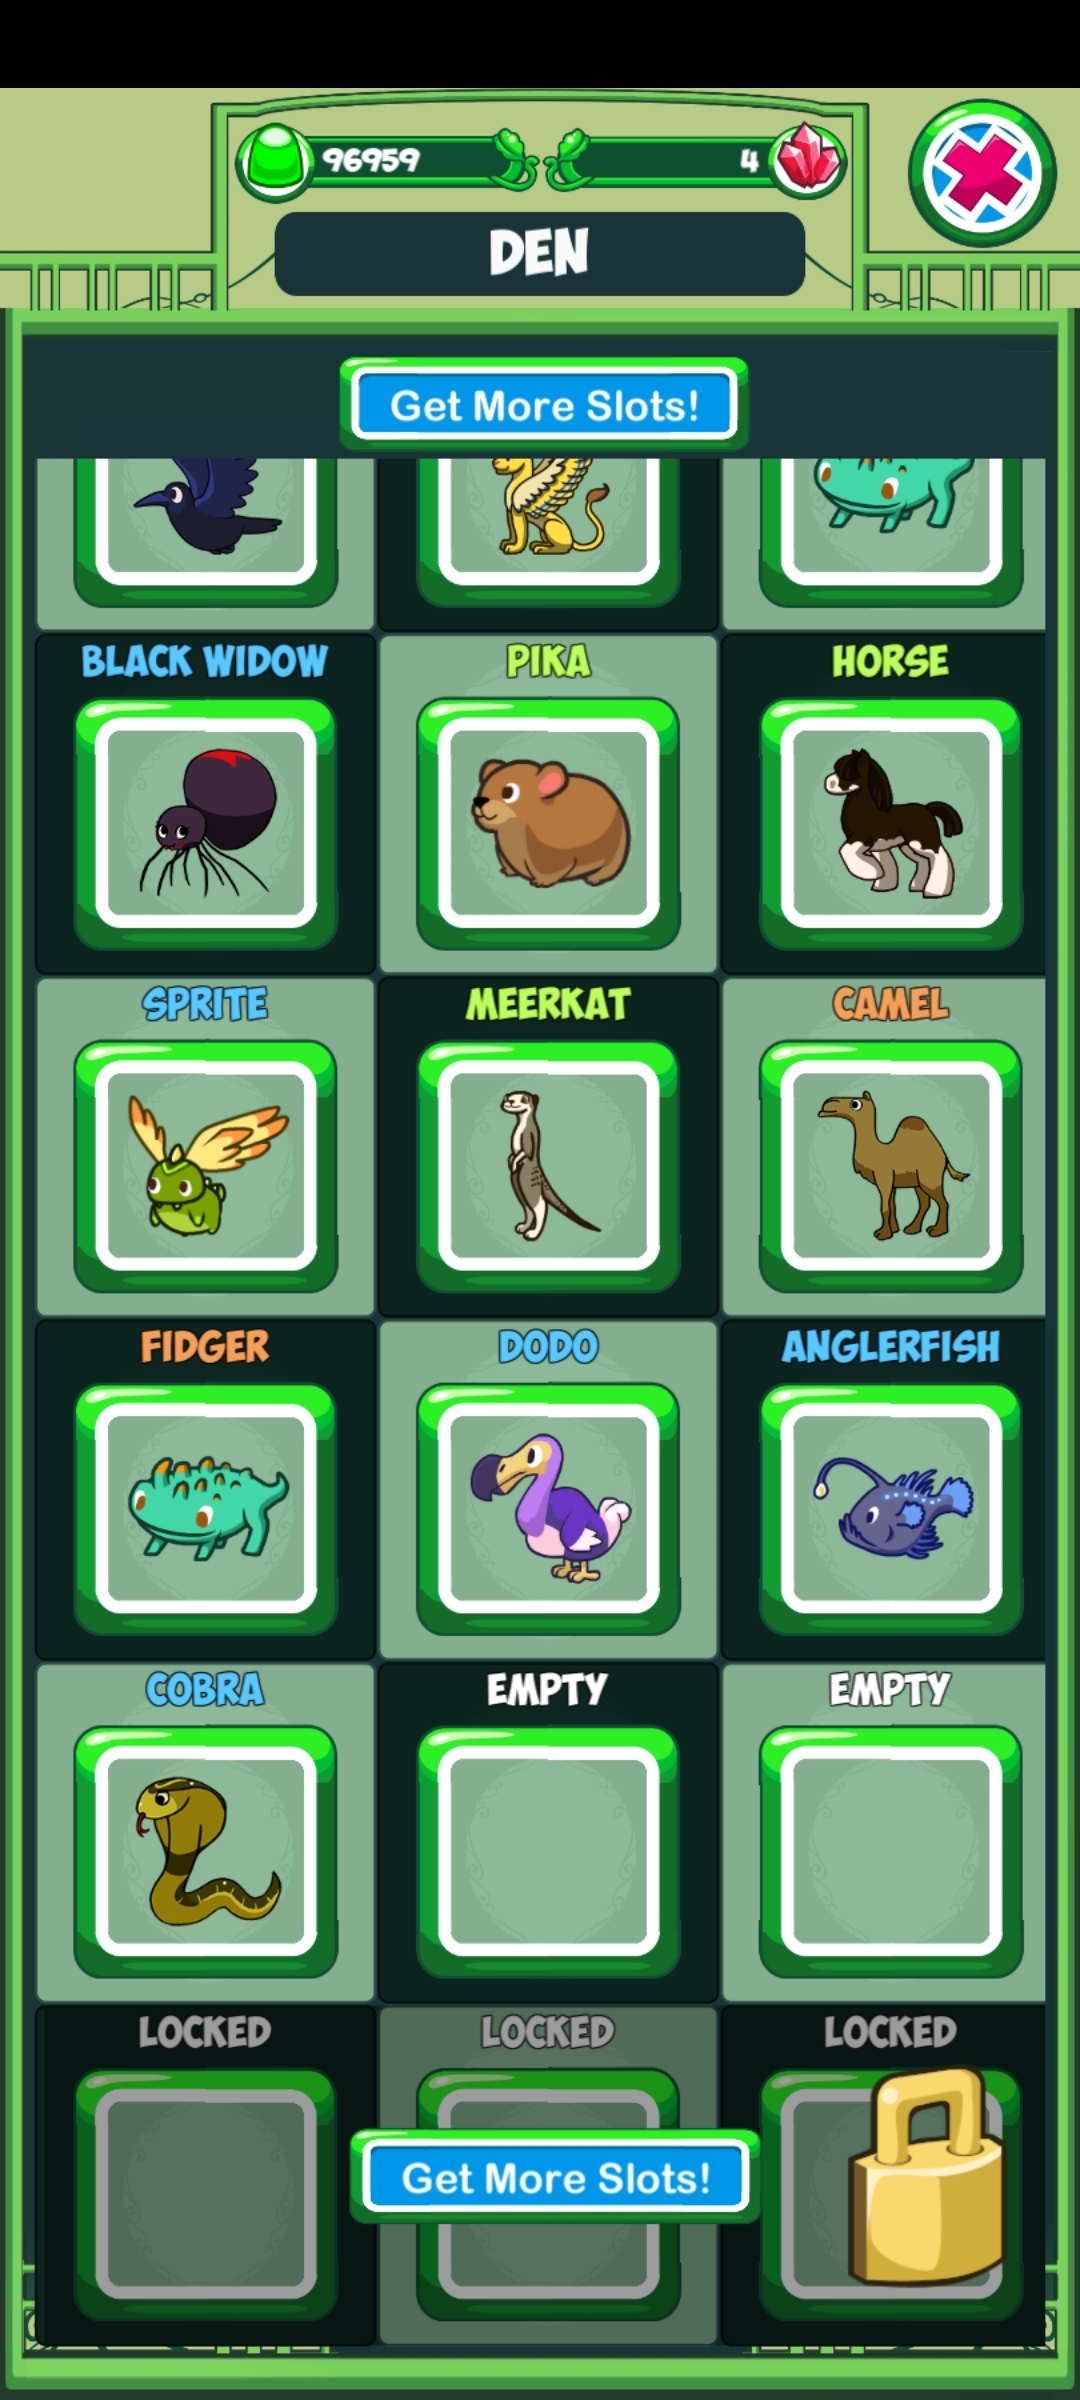 96959
4
DEN
Get More Slots!
BLACK WIDOW
PIKA
HORSE
SPRITE
MEERKAT
CAMEL
FIDGER
DODO
ANGLERFISH
COBRA
EMPTY
EMPTY
LOCKED
LOCKED
LOCKED
Get More Slots!